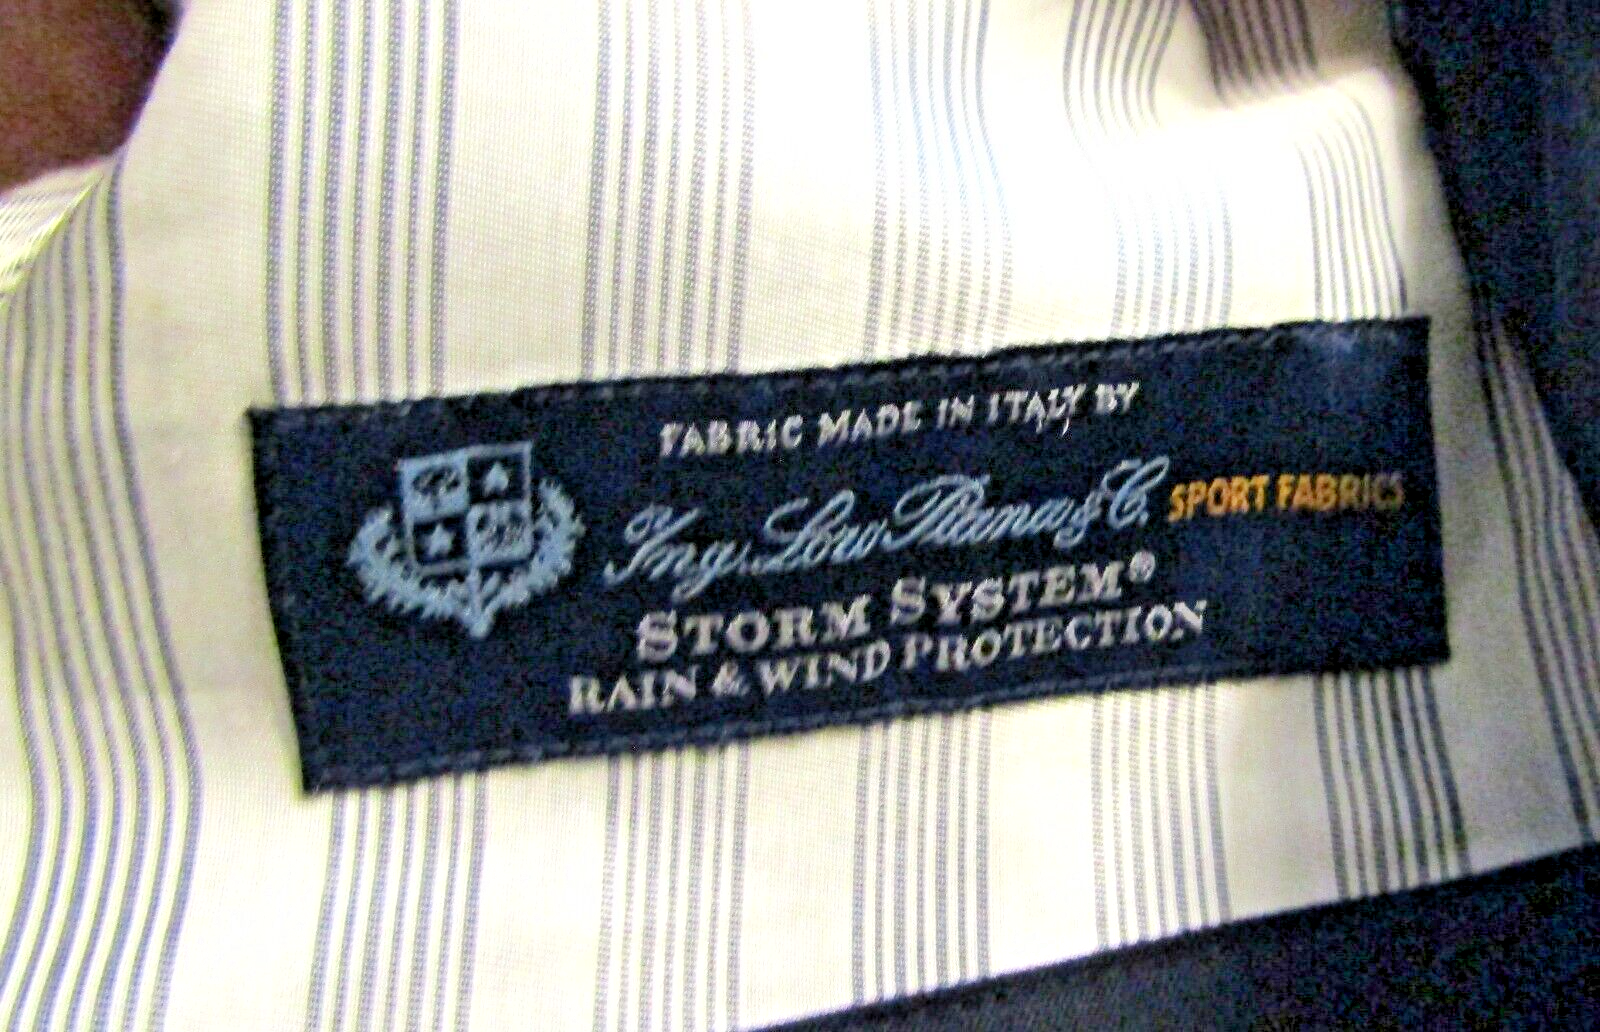 FABRIC MADE IN ITALY BY
Ing. Loro Piana & C. SPORT FABRICS
STORM SYSTEM®
RAIN & WIND PROTECTION